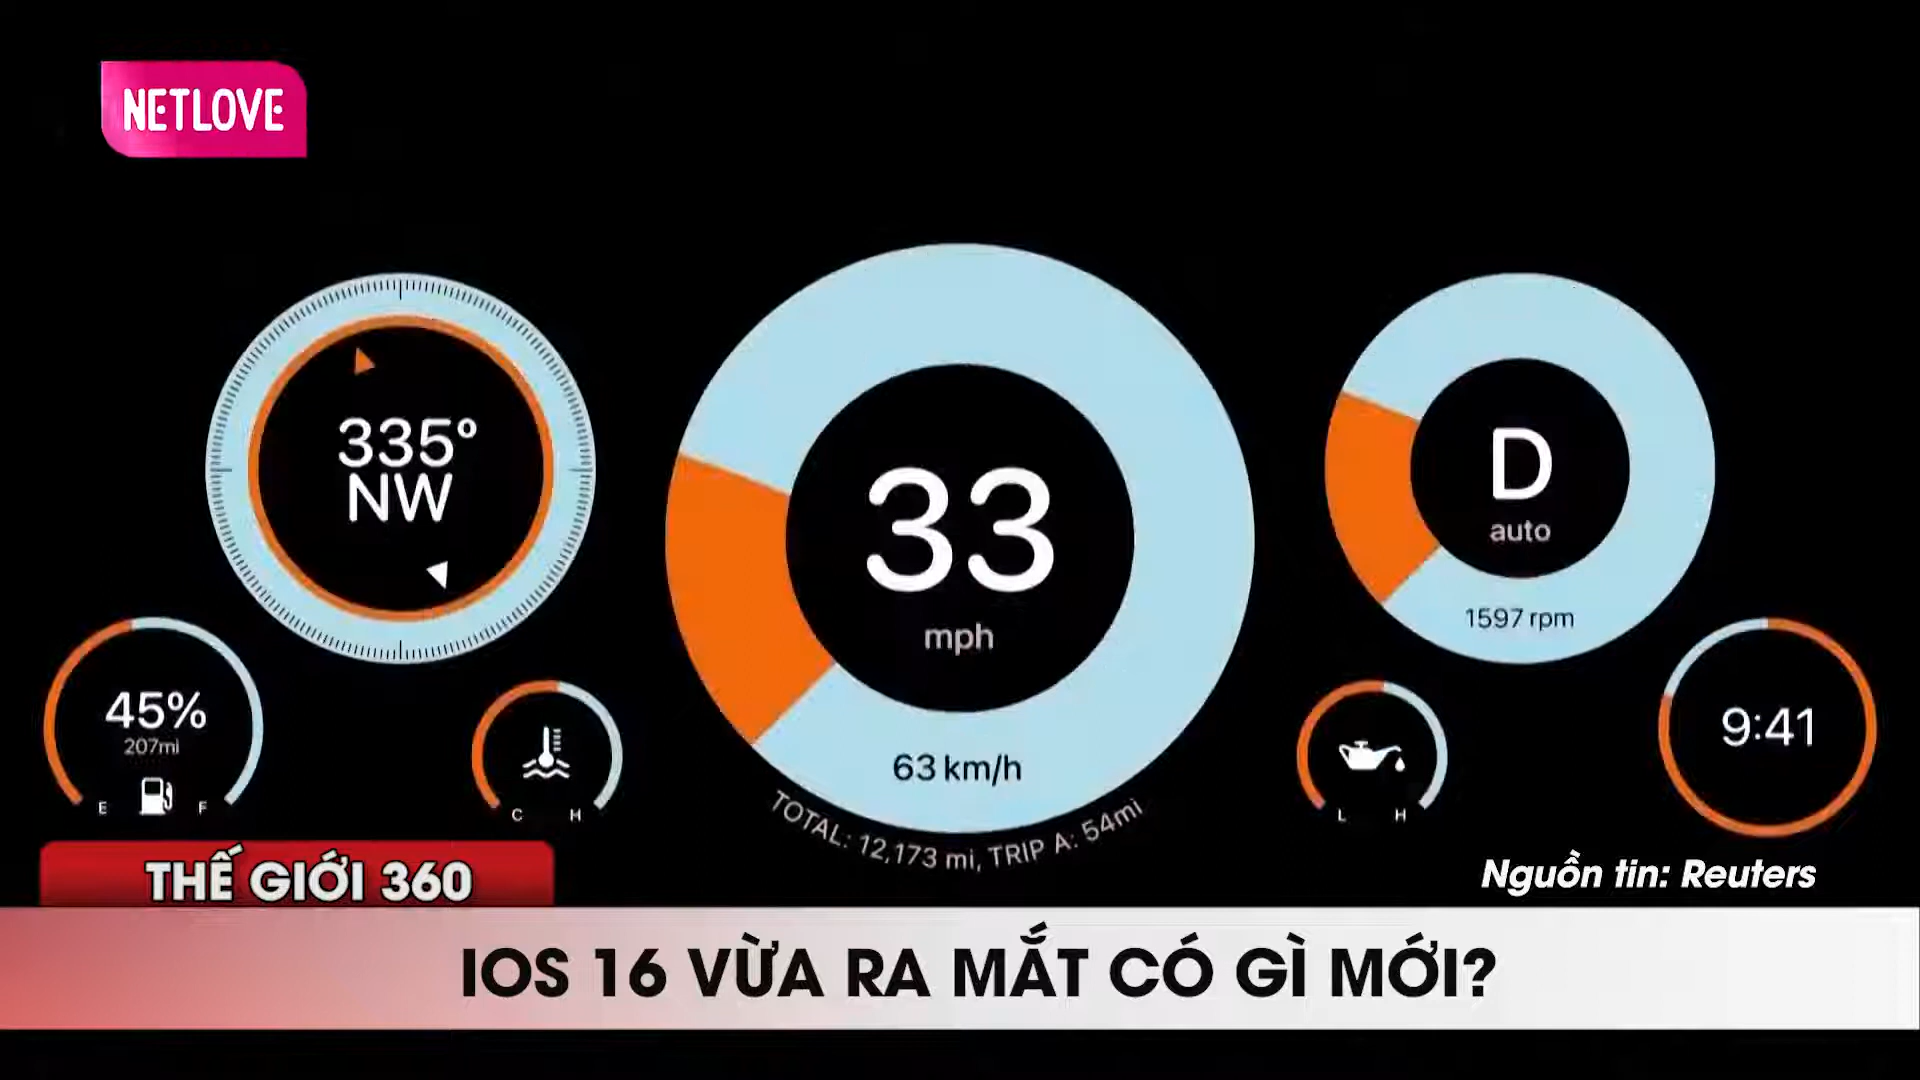 NETLOVE
335°
NW
33
mph
63 km/h
TOTAL: 12,173 mi, TRIP A: 54mi
D
auto
1597 rpm
45%
207mi
E
F
C
H
L
H
9:41
THẾ GIỚI 360
Nguồn tin: Reuters
IOS 16 VỪA RA MẮT CÓ GÌ MỚI?